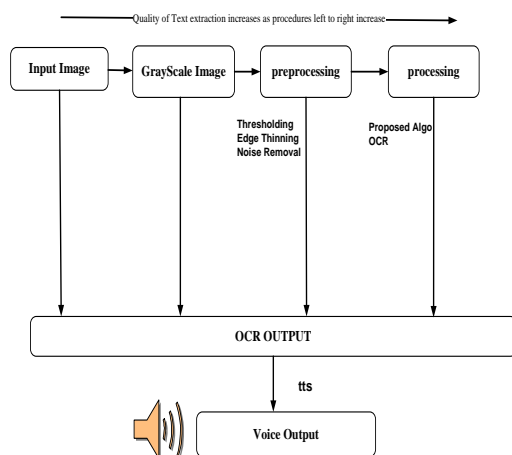 Quality of Text extraction increases as procedures left to right increase
Input Image
GrayScale Image
preprocessing
processing
Thresholding
Edge Thinning
Noise Removal
Proposed Algo
OCR
OCR OUTPUT
tts
Voice Output